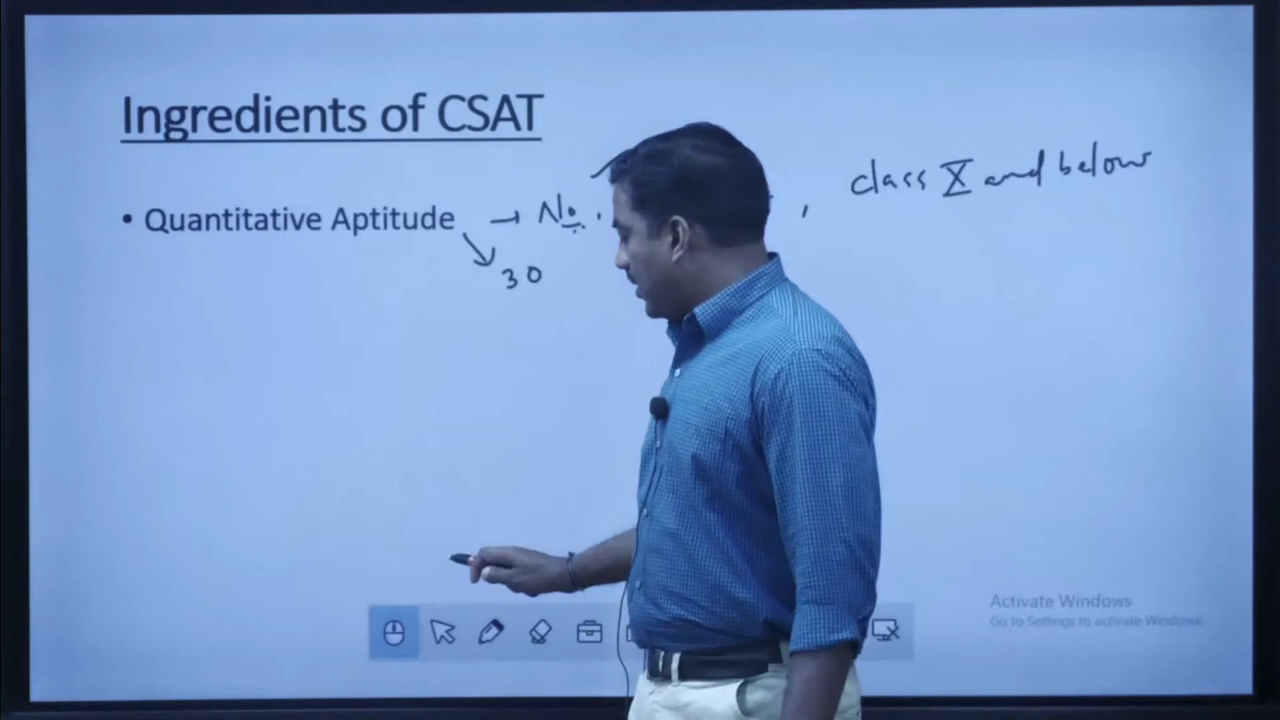 Ingredients of CSAT
• Quantitative Aptitude → No. , class X and below
30
Activate Windows
Go to Settings to activate Windows.